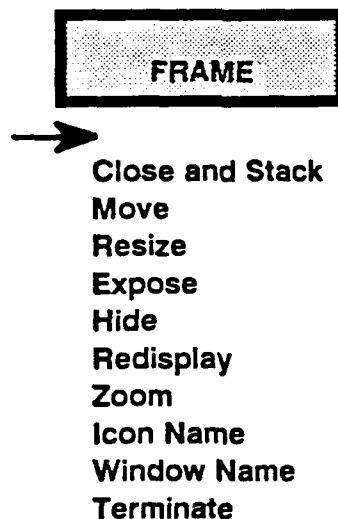 FRAME
Close and Stack
Move
Resize
Expose
Hide
Redisplay
Zoom
Icon Name
Window Name
Terminate